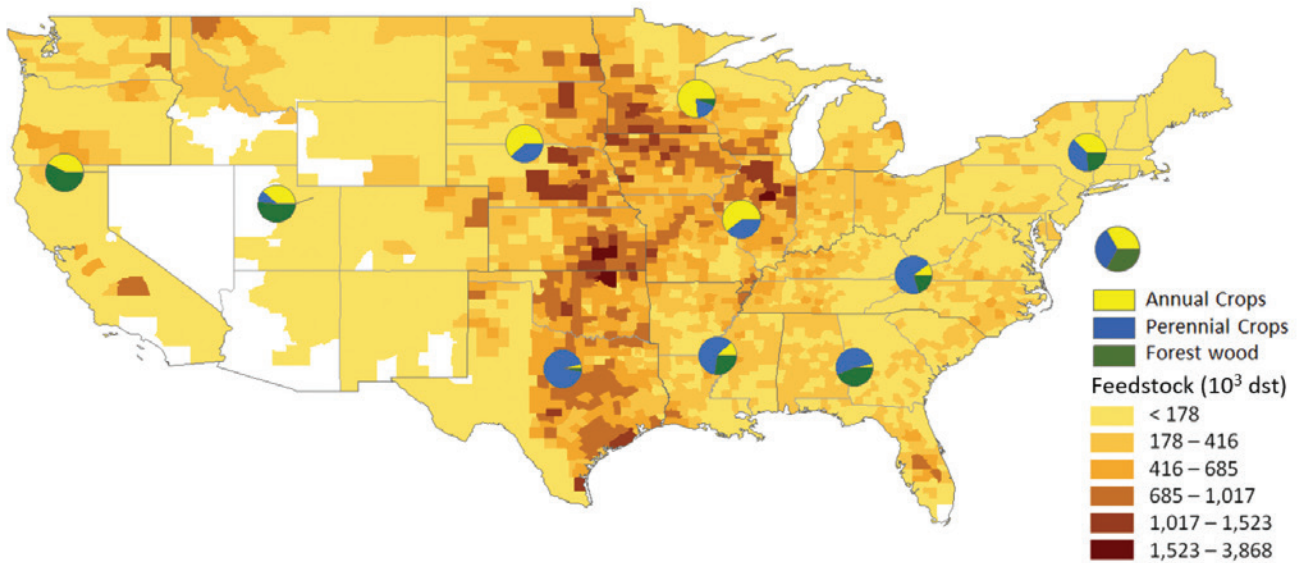 Annual Crops
Perennial Crops
Forest wood
Feedstock (10³ dst)
< 178
178 – 416
416 – 685
685 – 1,017
1,017 – 1,523
1,523 – 3,868